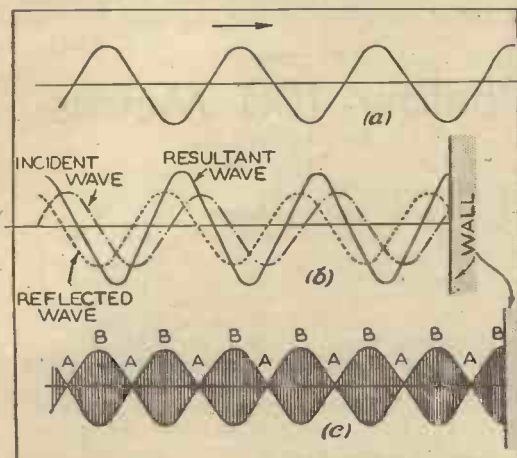 (a)
INCIDENT
WAVE
RESULTANT
WAVE
WALL
(b)
REFLECTED
WAVE
B B B B B B B
A A A A A A A
(c)